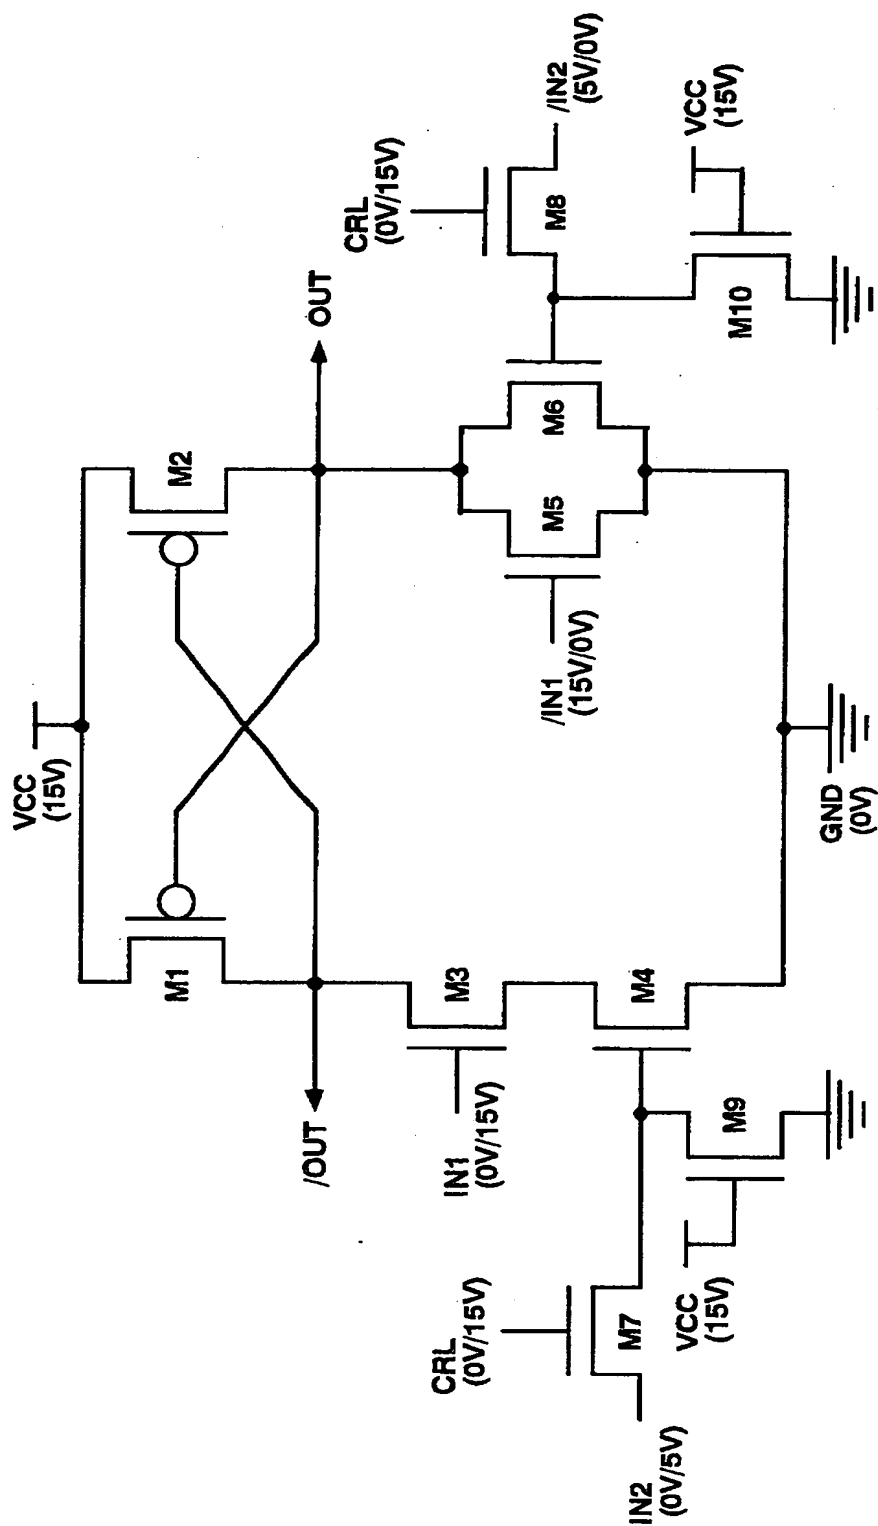 VCC
(15V)
M1
M2
/OUT
OUT
IN1
(0V/15V)
M3
/IN1
(15V/0V)
M5
M6
CRL
(0V/15V)
M8
/IN2
(5V/0V)
CRL
(0V/15V)
M7
IN2
(0V/5V)
M4
VCC
(15V)
M9
M10
VCC
(15V)
GND
(0V)